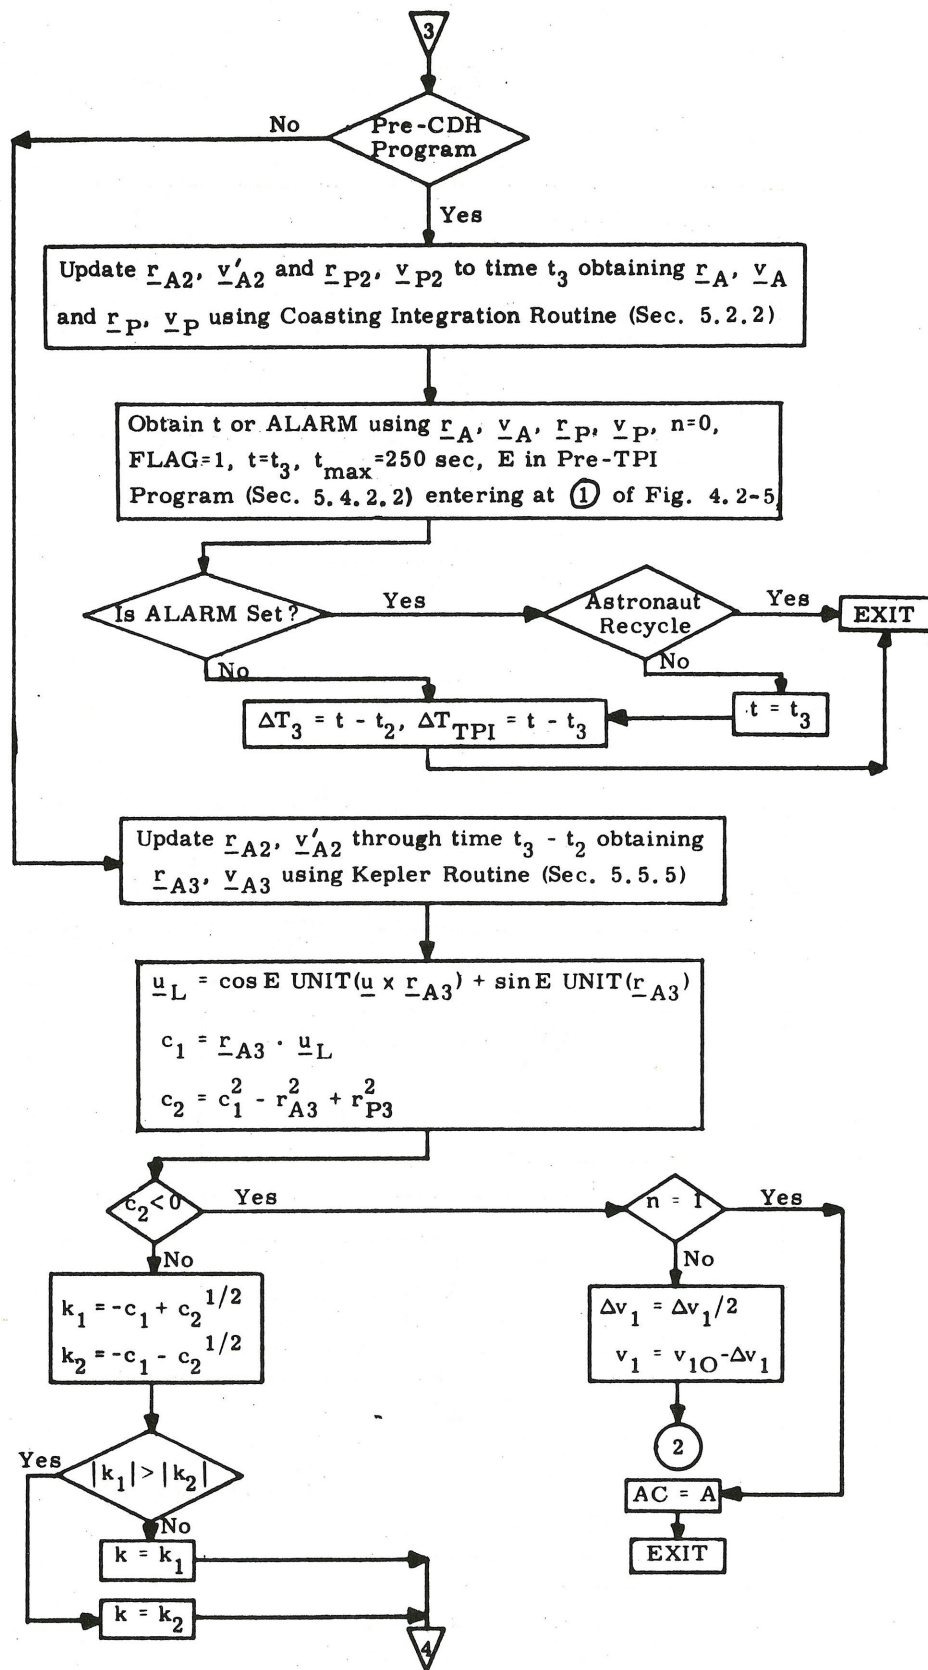 3
No
Pre-CDH
Program
Yes
Update r_A2, v'_A2 and r_P2, v_P2 to time t_3 obtaining r_A, v_A
and r_P, v_P using Coasting Integration Routine (Sec. 5.2.2)
Obtain t or ALARM using r_A, v_A, r_P, v_P, n=0,
FLAG=1, t=t_3, t_max=250 sec, E in Pre-TPI
Program (Sec. 5.4.2.2) entering at ① of Fig. 4.2-5
Is ALARM Set?
Yes
Astronaut
Recycle
Yes
EXIT
No
No
ΔT_3 = t - t_2, ΔT_TPI = t - t_3
t = t_3
Update r_A2, v'_A2 through time t_3 - t_2 obtaining
r_A3, v_A3 using Kepler Routine (Sec. 5.5.5)
u_L = cos E UNIT(u x r_A3) + sin E UNIT(r_A3)
c_1 = r_A3 · u_L
c_2 = c_1^2 - r_A3^2 + r_P3^2
c_2<0
Yes
n = 1
Yes
No
No
k_1 = -c_1 + c_2^1/2
k_2 = -c_1 - c_2^1/2
Δv_1 = Δv_1/2
v_1 = v_1O - Δv_1
2
Yes
|k_1| > |k_2|
AC = A
No
EXIT
k = k_1
k = k_2
4